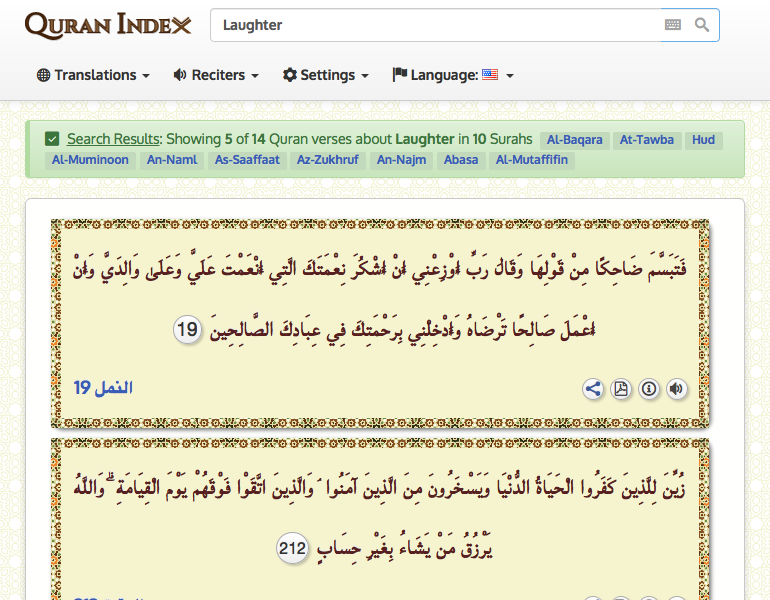 QURAN INDEX
Laughter
Translations Reciters Settings Language:
Search Results: Showing 5 of 14 Quran verses about Laughter in 10 Surahs Al-Baqara At-Tawba Hud
Al-Muminoon An-Naml As-Saaffaat Az-Zukhruf An-Najm Abasa Al-Mutaffifin
فَتَبَسَّمَ ضَاحِكًا مِنْ قَوْلِهَا وَقَالَ رَبِّ أَوْزِعْنِي أَنْ أَشْكُرَ نِعْمَتَكَ الَّتِي أَنْعَمْتَ عَلَيَّ وَعَلَىٰ وَالِدَيَّ وَأَنْ
أَعْمَلَ صَالِحًا تَرْضَاهُ وَأَدْخِلْنِي بِرَحْمَتِكَ فِي عِبَادِكَ الصَّالِحِينَ 19
النمل 19
زُيِّنَ لِلَّذِينَ كَفَرُوا الْحَيَاةُ الدُّنْيَا وَيَسْخَرُونَ مِنَ الَّذِينَ آمَنُوا ۘ وَالَّذِينَ اتَّقَوْا فَوْقَهُمْ يَوْمَ الْقِيَامَةِ ۗ وَاللَّهُ
يَرْزُقُ مَنْ يَشَاءُ بِغَيْرِ حِسَابٍ 212